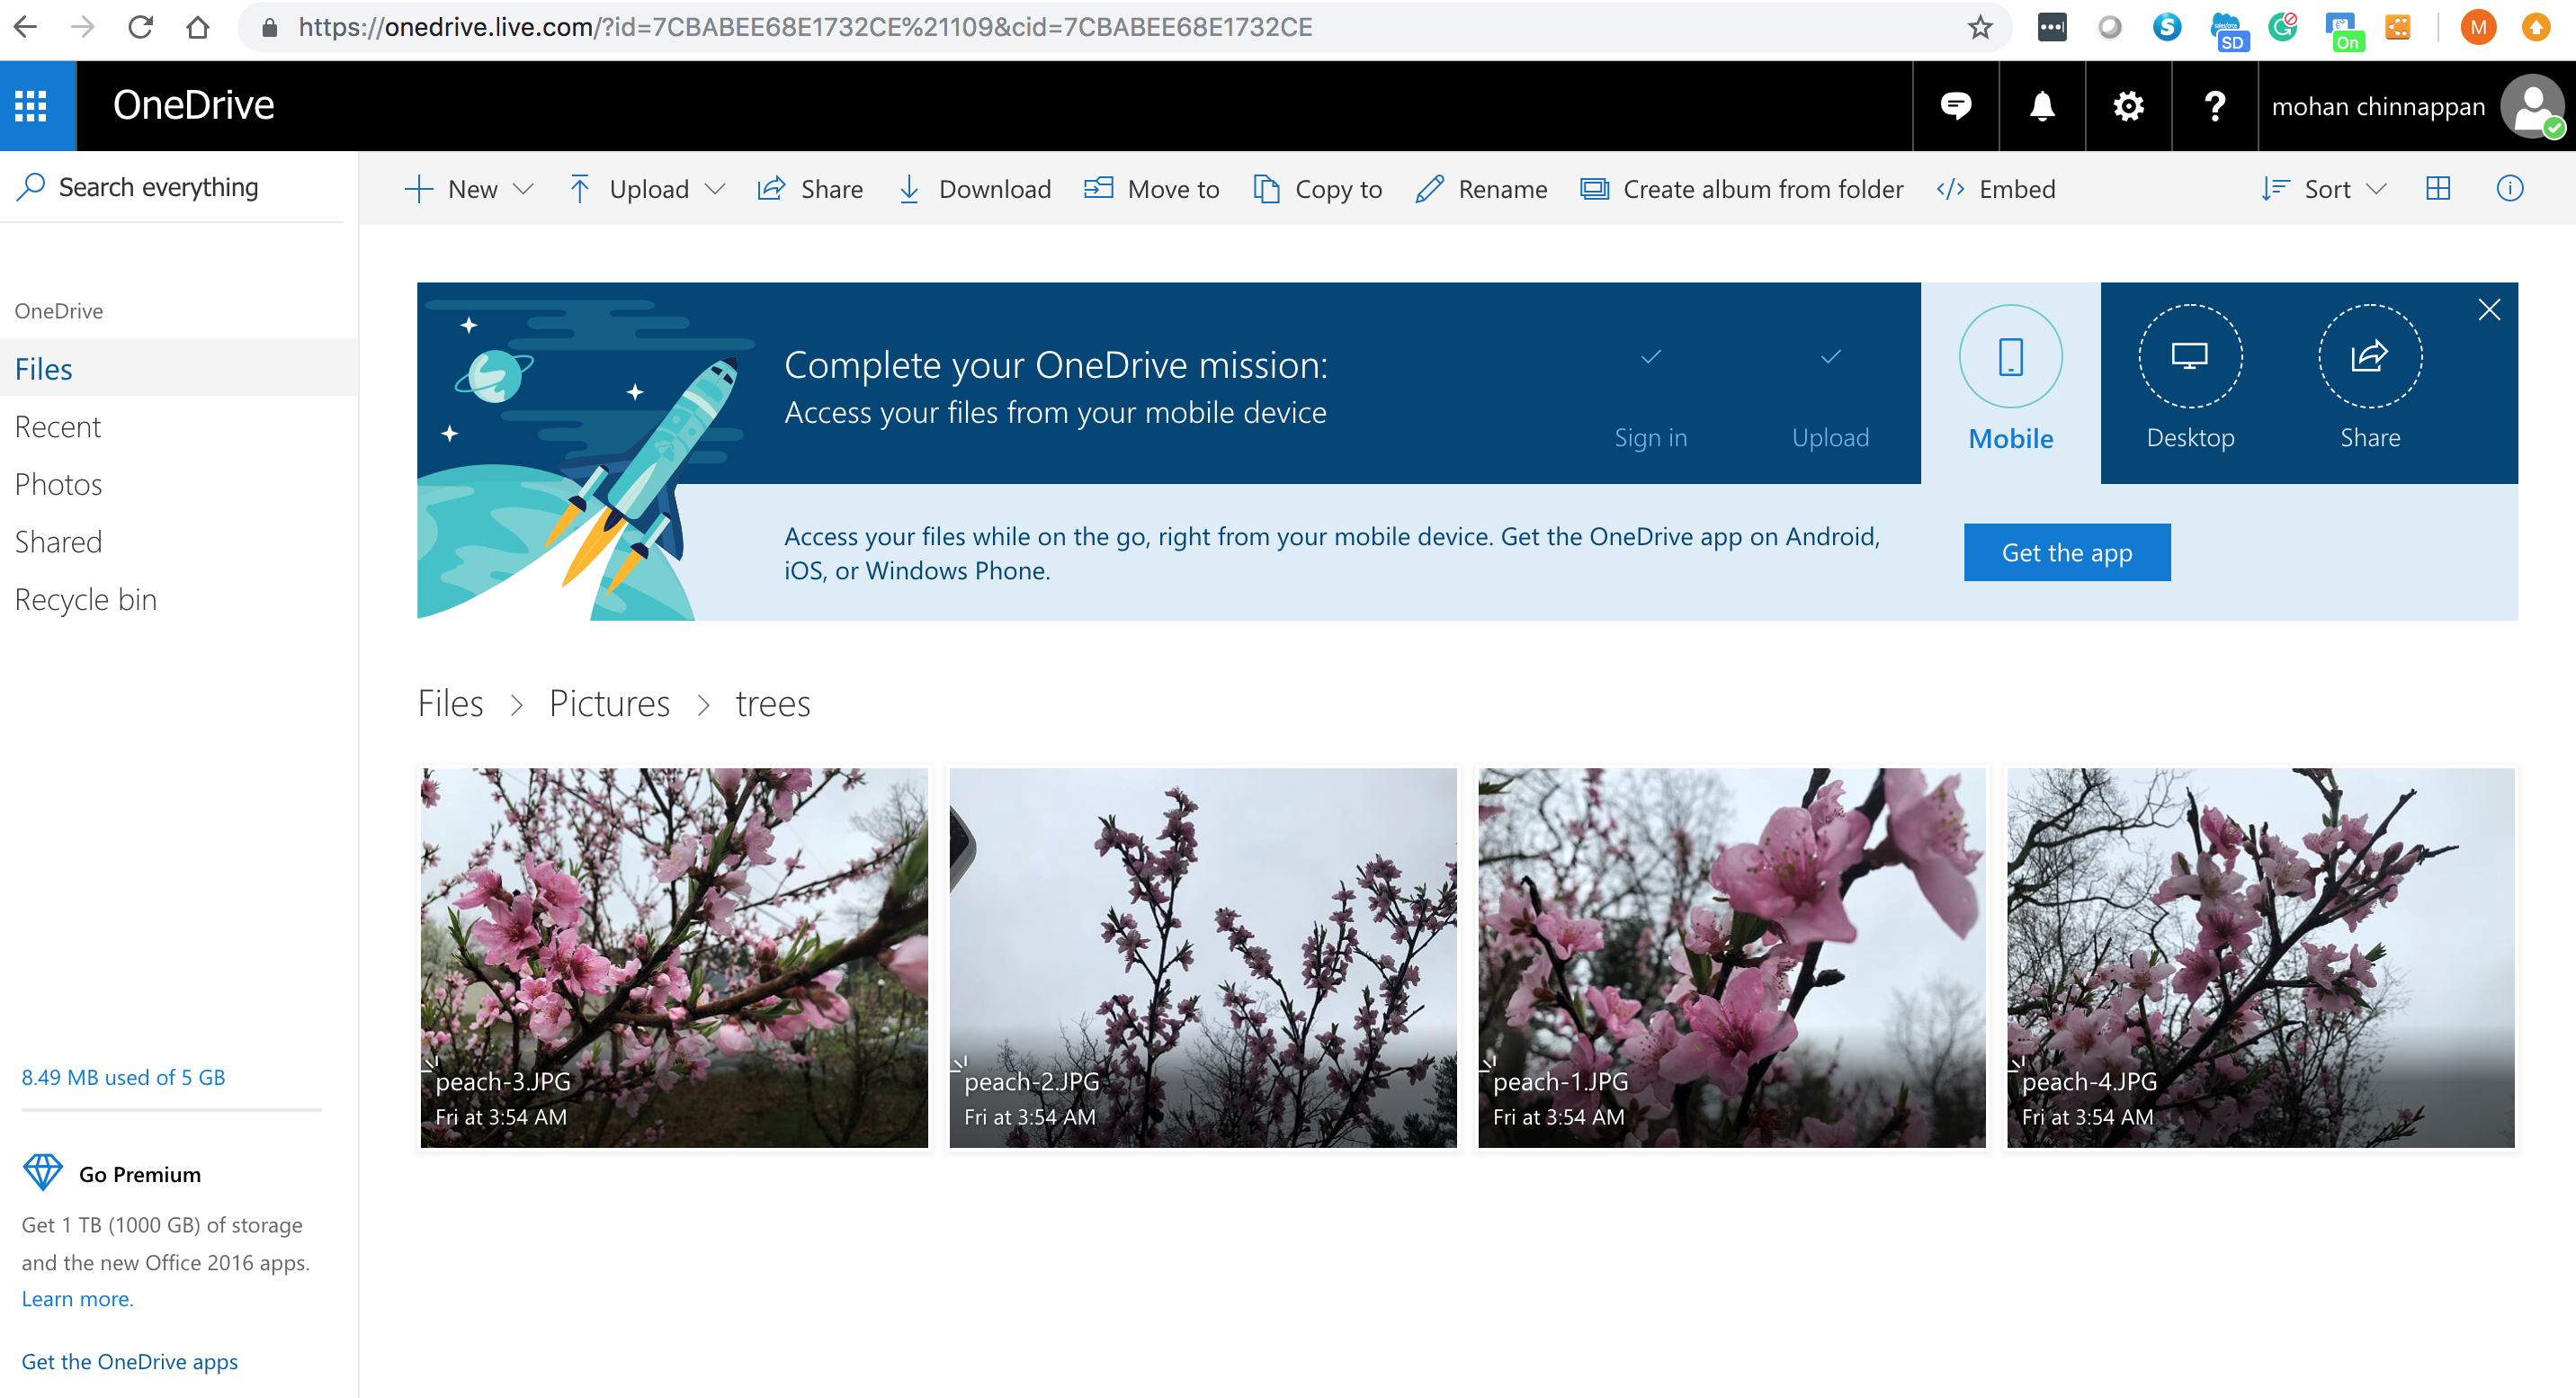 https://onedrive.live.com/?id=7CBABEE68E1732CE%21109&cid=7CBABEE68E1732CE
SD
On
M
OneDrive
mohan chinnappan
Search everything
New
Upload
Share
Download
Move to
Copy to
Rename
Create album from folder
Embed
Sort
OneDrive
Files
Recent
Photos
Shared
Recycle bin
Complete your OneDrive mission:
Access your files from your mobile device
Sign in
Upload
Mobile
Desktop
Share
Access your files while on the go, right from your mobile device. Get the OneDrive app on Android,
iOS, or Windows Phone.
Get the app
Files > Pictures > trees
peach-3.JPG
Fri at 3:54 AM
peach-2.JPG
Fri at 3:54 AM
peach-1.JPG
Fri at 3:54 AM
peach-4.JPG
Fri at 3:54 AM
8.49 MB used of 5 GB
Go Premium
Get 1 TB (1000 GB) of storage
and the new Office 2016 apps.
Learn more.
Get the OneDrive apps